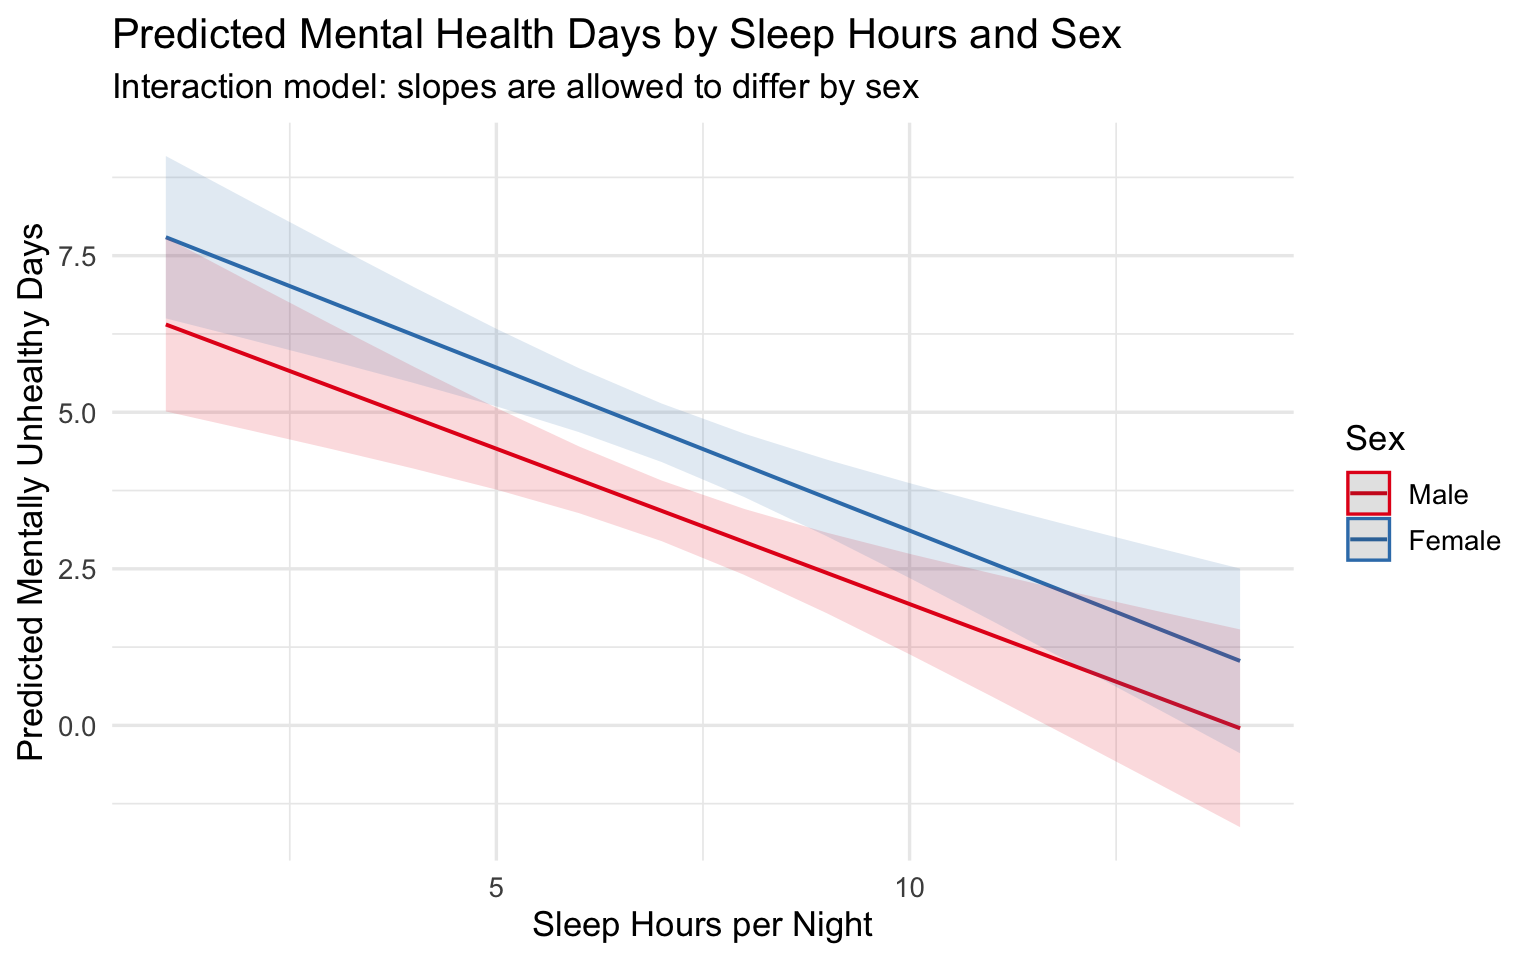 Predicted Mental Health Days by Sleep Hours and Sex
Interaction model: slopes are allowed to differ by sex
Predicted Mentally Unhealthy Days
7.5
5.0
2.5
0.0
5
10
Sleep Hours per Night
Sex
Male
Female